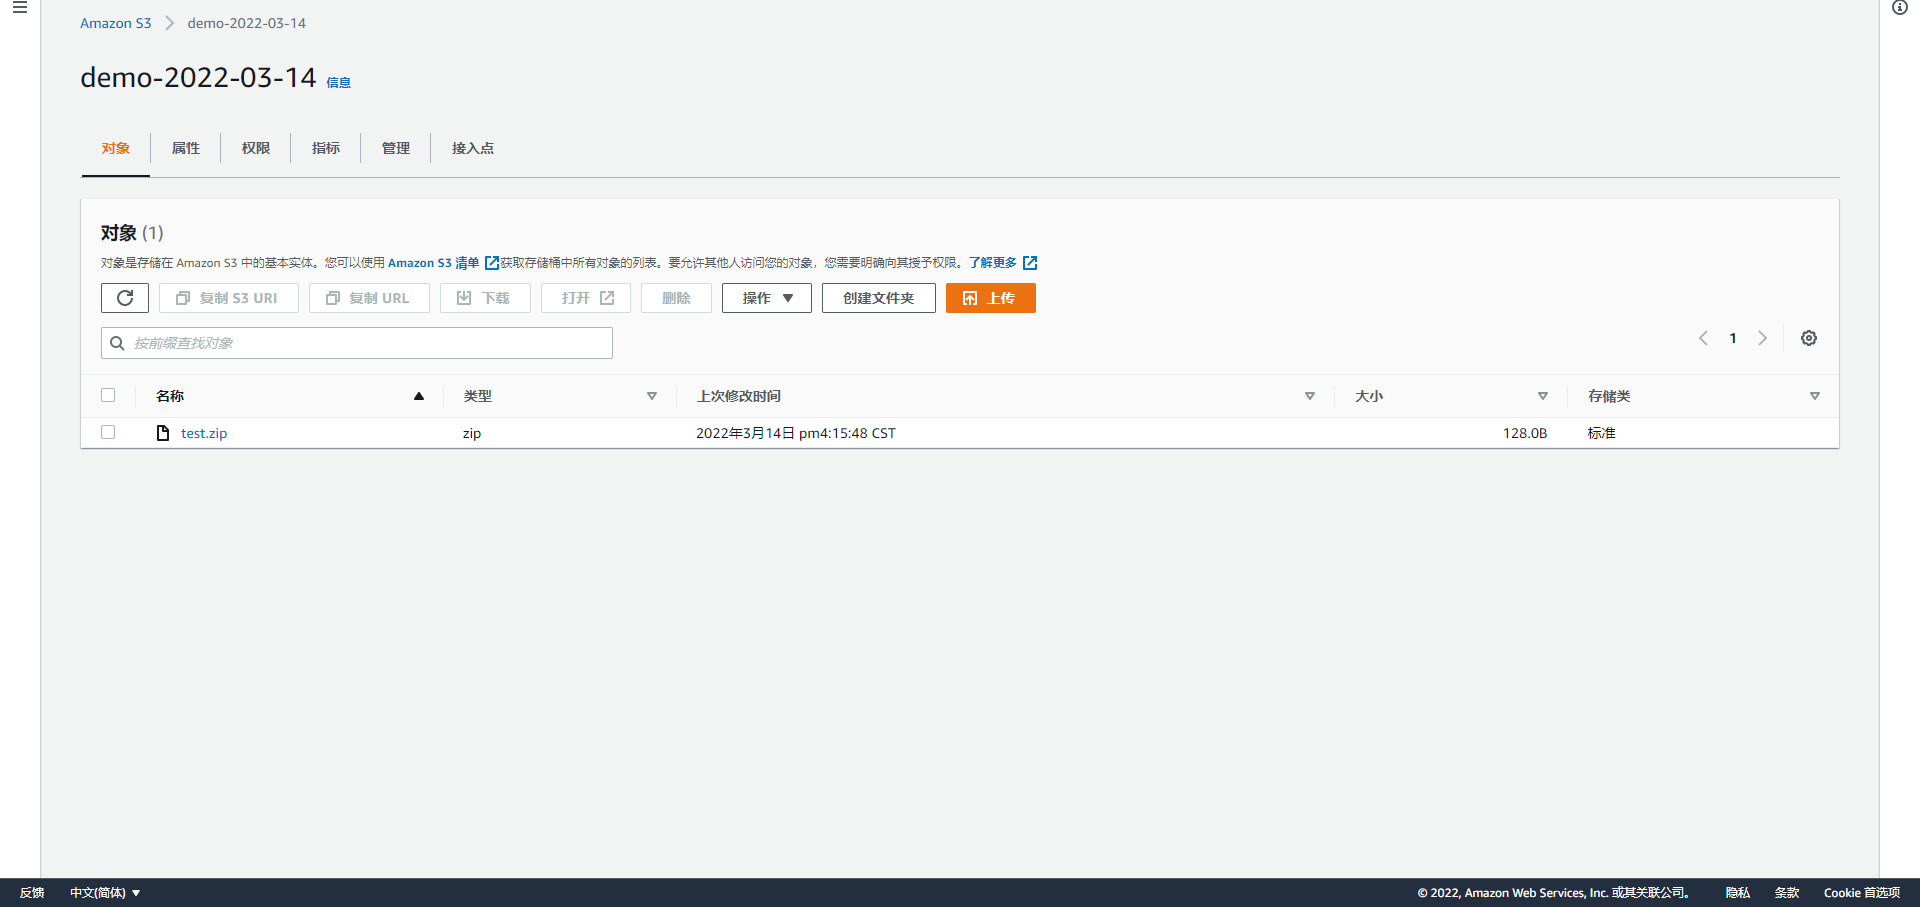 Amazon S3 demo-2022-03-14
demo-2022-03-14 信息
对象 属性 权限 指标 管理 接入点
对象 (1)
对象是存储在 Amazon S3 中的基本实体。您可以使用 Amazon S3 清单 获取存储桶中所有对象的列表。要允许其他人访问您的对象，您需要明确向其授予权限。了解更多
复制 S3 URI 复制 URL 下载 打开 删除 操作 创建文件夹 上传
按前缀查找对象 1
名称 类型 上次修改时间 大小 存储类
test.zip zip 2022年3月14日 pm4:15:48 CST 128.0B 标准
反馈 中文(简体) © 2022, Amazon Web Services, Inc. 或其关联公司。 隐私 条款 Cookie 首选项